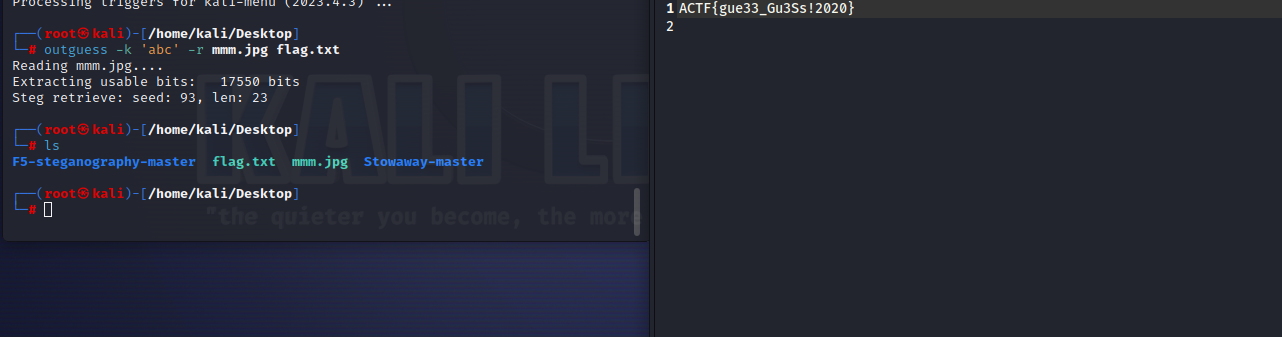 Processing triggers for kali-menu (2023.4.3) ...
┌──(root㉿kali)-[/home/kali/Desktop]
└─# outguess -k 'abc' -r mmm.jpg flag.txt
Reading mmm.jpg....
Extracting usable bits:   17550 bits
Steg retrieve: seed: 93, len: 23
┌──(root㉿kali)-[/home/kali/Desktop]
└─# ls
F5-steganography-master  flag.txt  mmm.jpg  Stowaway-master
┌──(root㉿kali)-[/home/kali/Desktop]
└─#
KALI LI
"the quieter you become, the more
1 ACTF{gue33_Gu3Ss!2020}
2